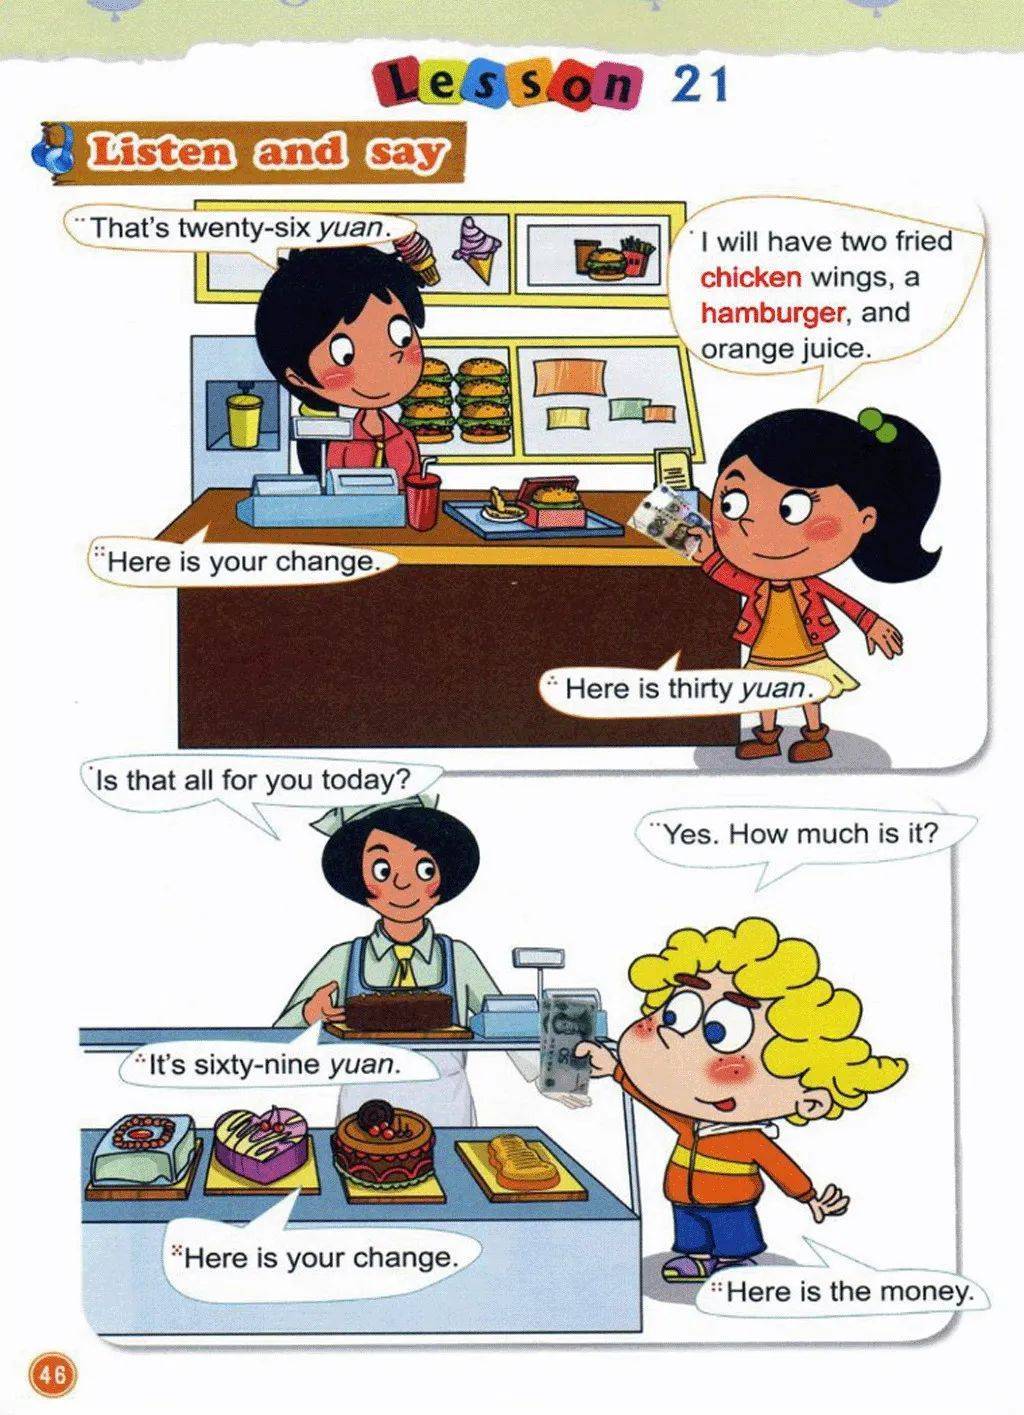 Lesson 21
Listen and say
That's twenty-six yuan.
I will have two fried
chicken wings, a
hamburger, and
orange juice.
Here is your change.
Here is thirty yuan.
Is that all for you today?
Yes. How much is it?
It's sixty-nine yuan.
Here is your change.
Here is the money.
46